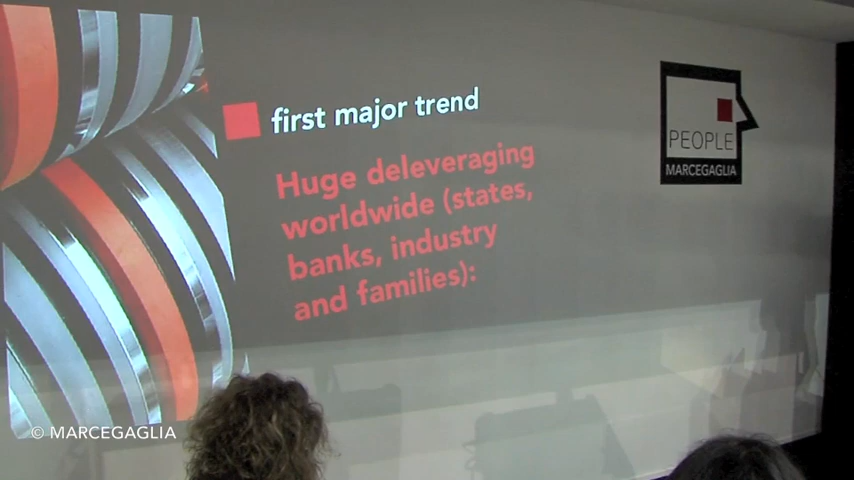 first major trend
Huge deleveraging
worldwide (states,
banks, industry
and families):
PEOPLE
MARCEGAGLIA
© MARCEGAGLIA